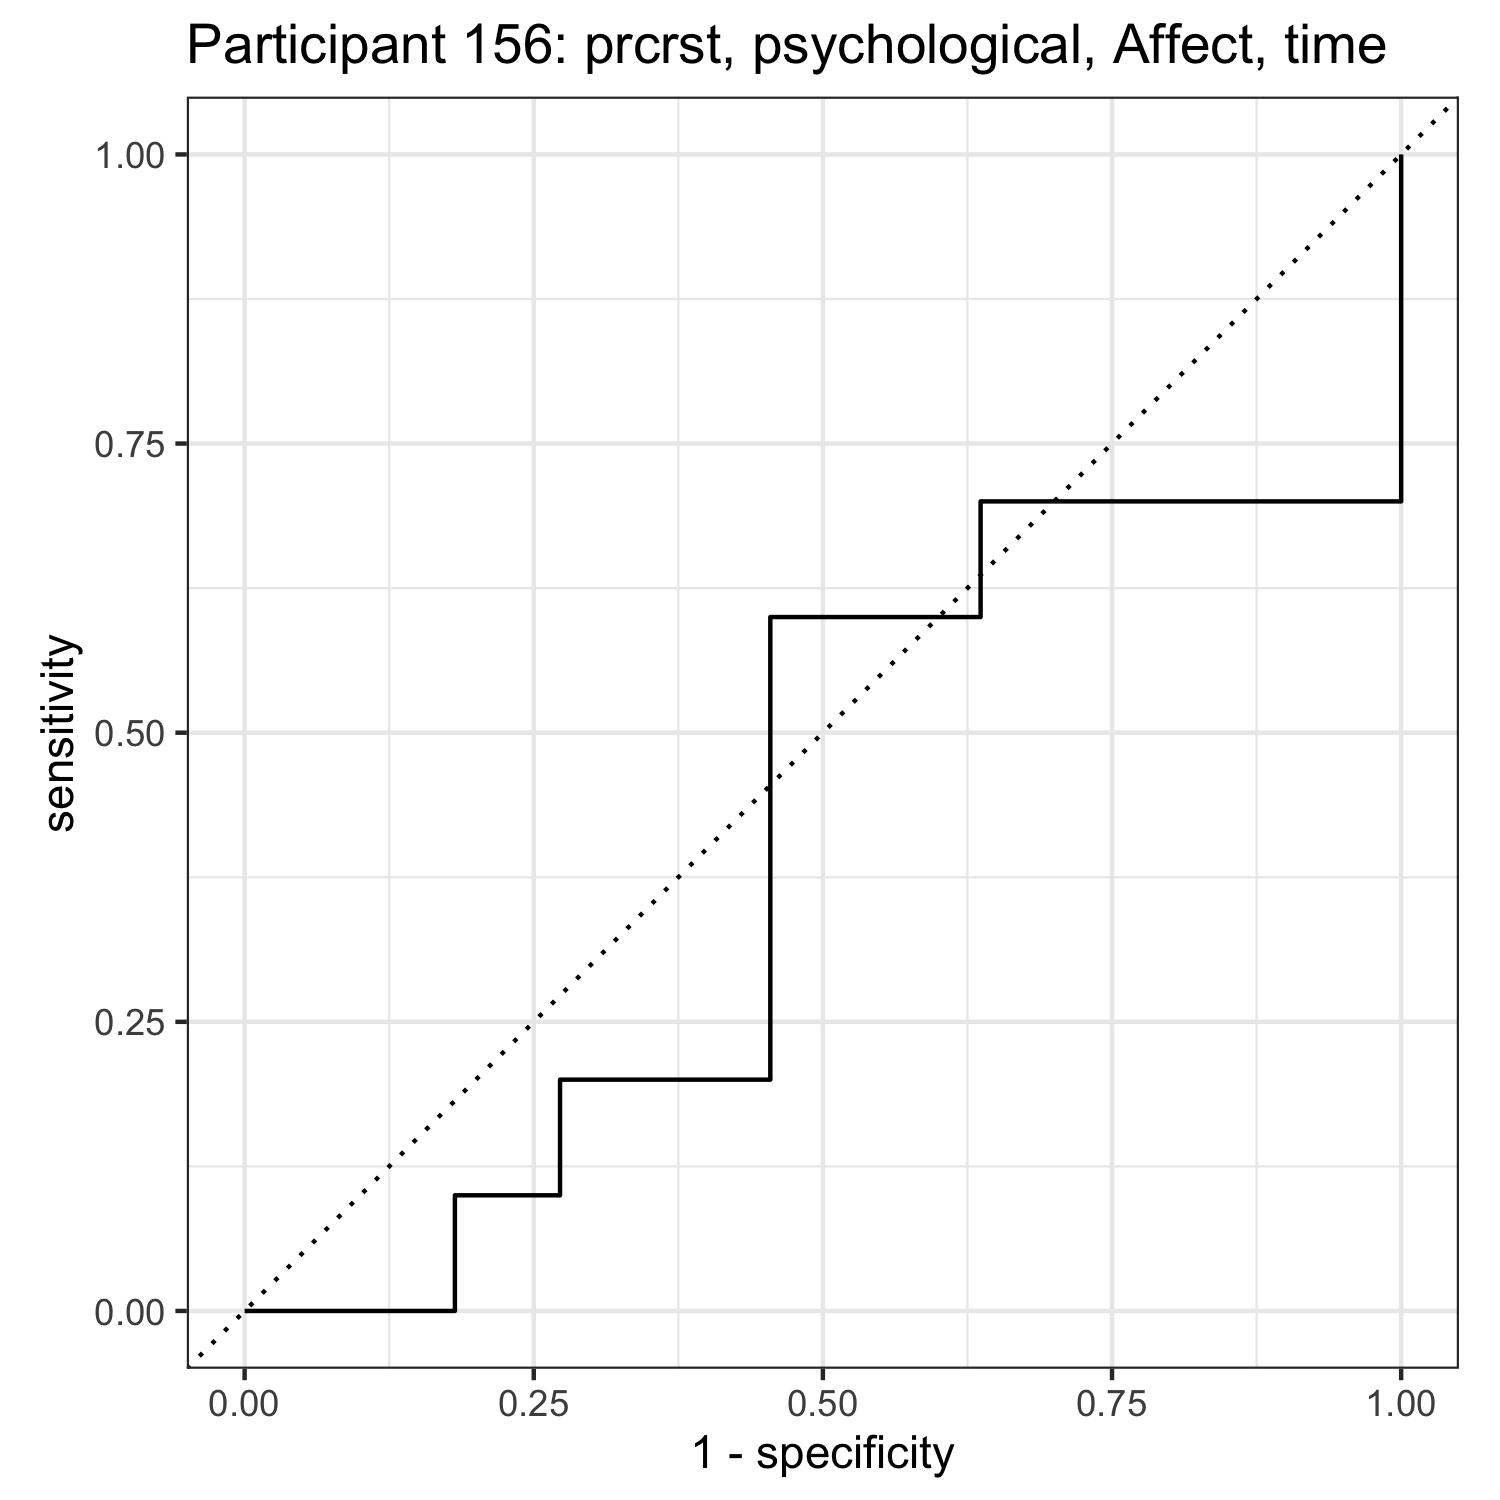 Participant 156: prcrst, psychological, Affect, time
1.00
0.75
0.50
0.25
0.00
sensitivity
0.00 0.25 0.50 0.75 1.00
1 - specificity